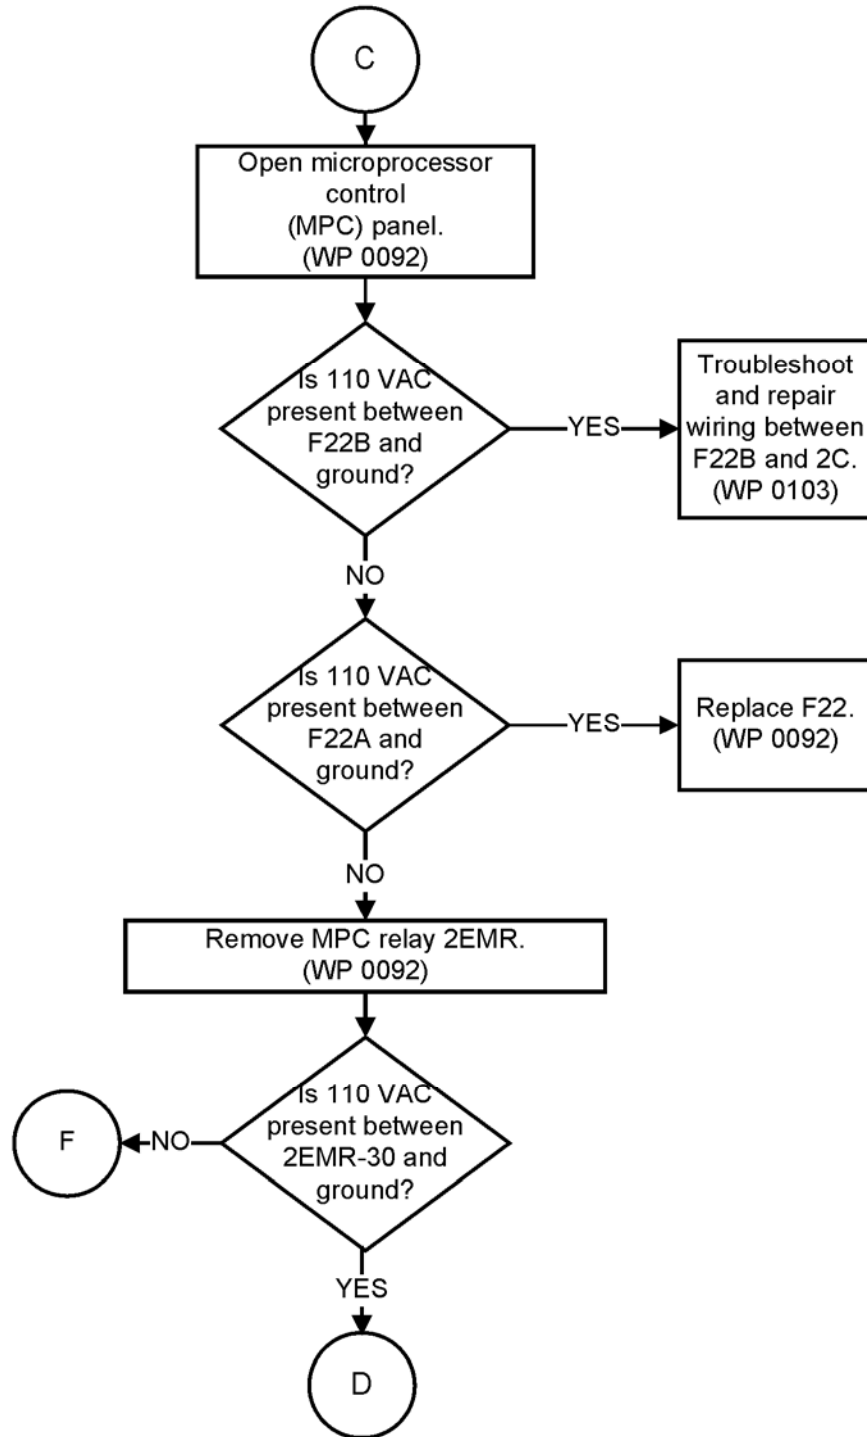 C
Open microprocessor
control
(MPC) panel.
(WP 0092)
Is 110 VAC
present between
F22B and
ground?
YES
Troubleshoot
and repair
wiring between
F22B and 2C.
(WP 0103)
NO
Is 110 VAC
present between
F22A and
ground?
YES
Replace F22.
(WP 0092)
NO
Remove MPC relay 2EMR.
(WP 0092)
Is 110 VAC
present between
2EMR-30 and
ground?
NO
F
YES
D